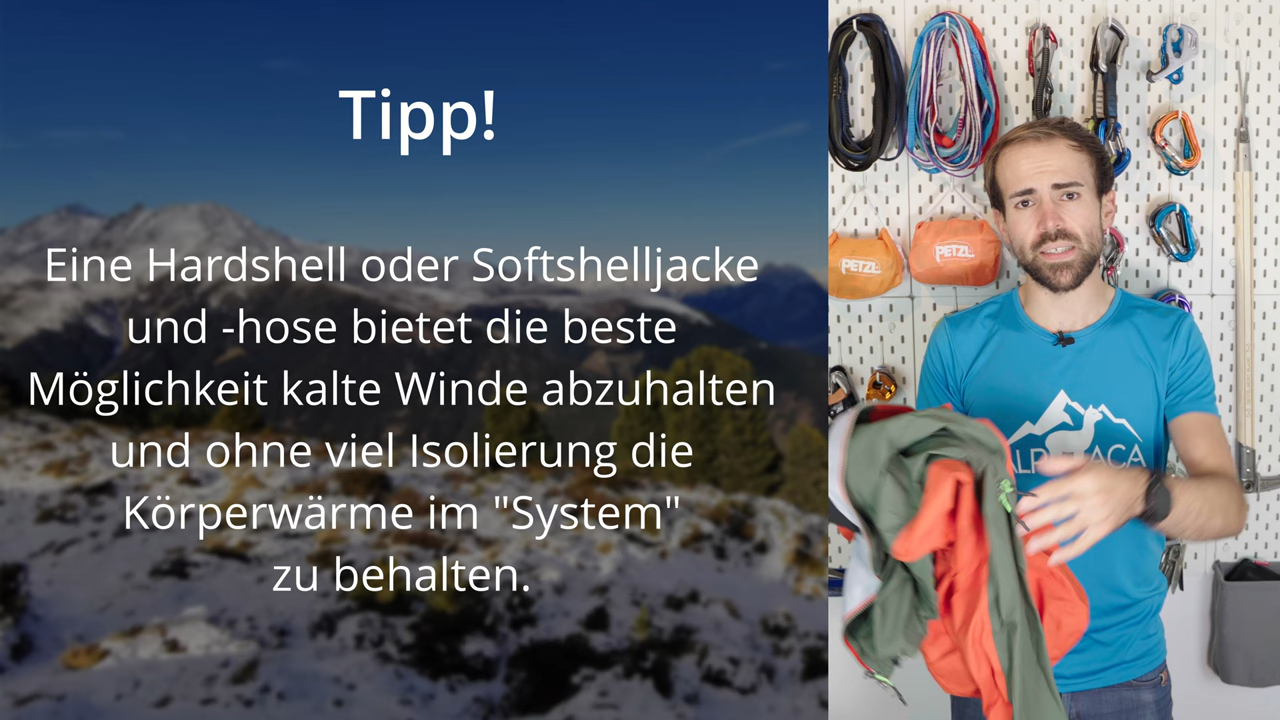 Tipp!
Eine Hardshell oder Softshelljacke
und -hose bietet die beste
Möglichkeit kalte Winde abzuhalten
und ohne viel Isolierung die
Körperwärme im "System"
zu behalten.
PETZL
PETZL